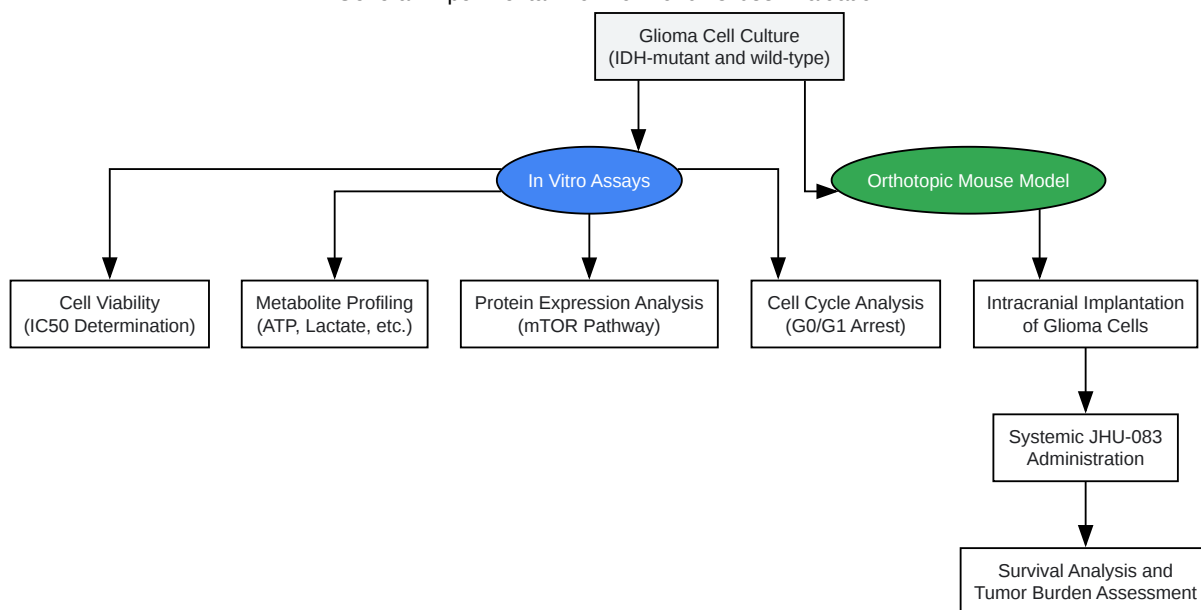 Glioma Cell Culture
(IDH-mutant and wild-type)
In Vitro Assays
Orthotopic Mouse Model
Cell Viability
(IC50 Determination)
Metabolite Profiling
(ATP, Lactate, etc.)
Protein Expression Analysis
(mTOR Pathway)
Cell Cycle Analysis
(G0/G1 Arrest)
Intracranial Implantation
of Glioma Cells
Systemic JHU-083
Administration
Survival Analysis and
Tumor Burden Assessment